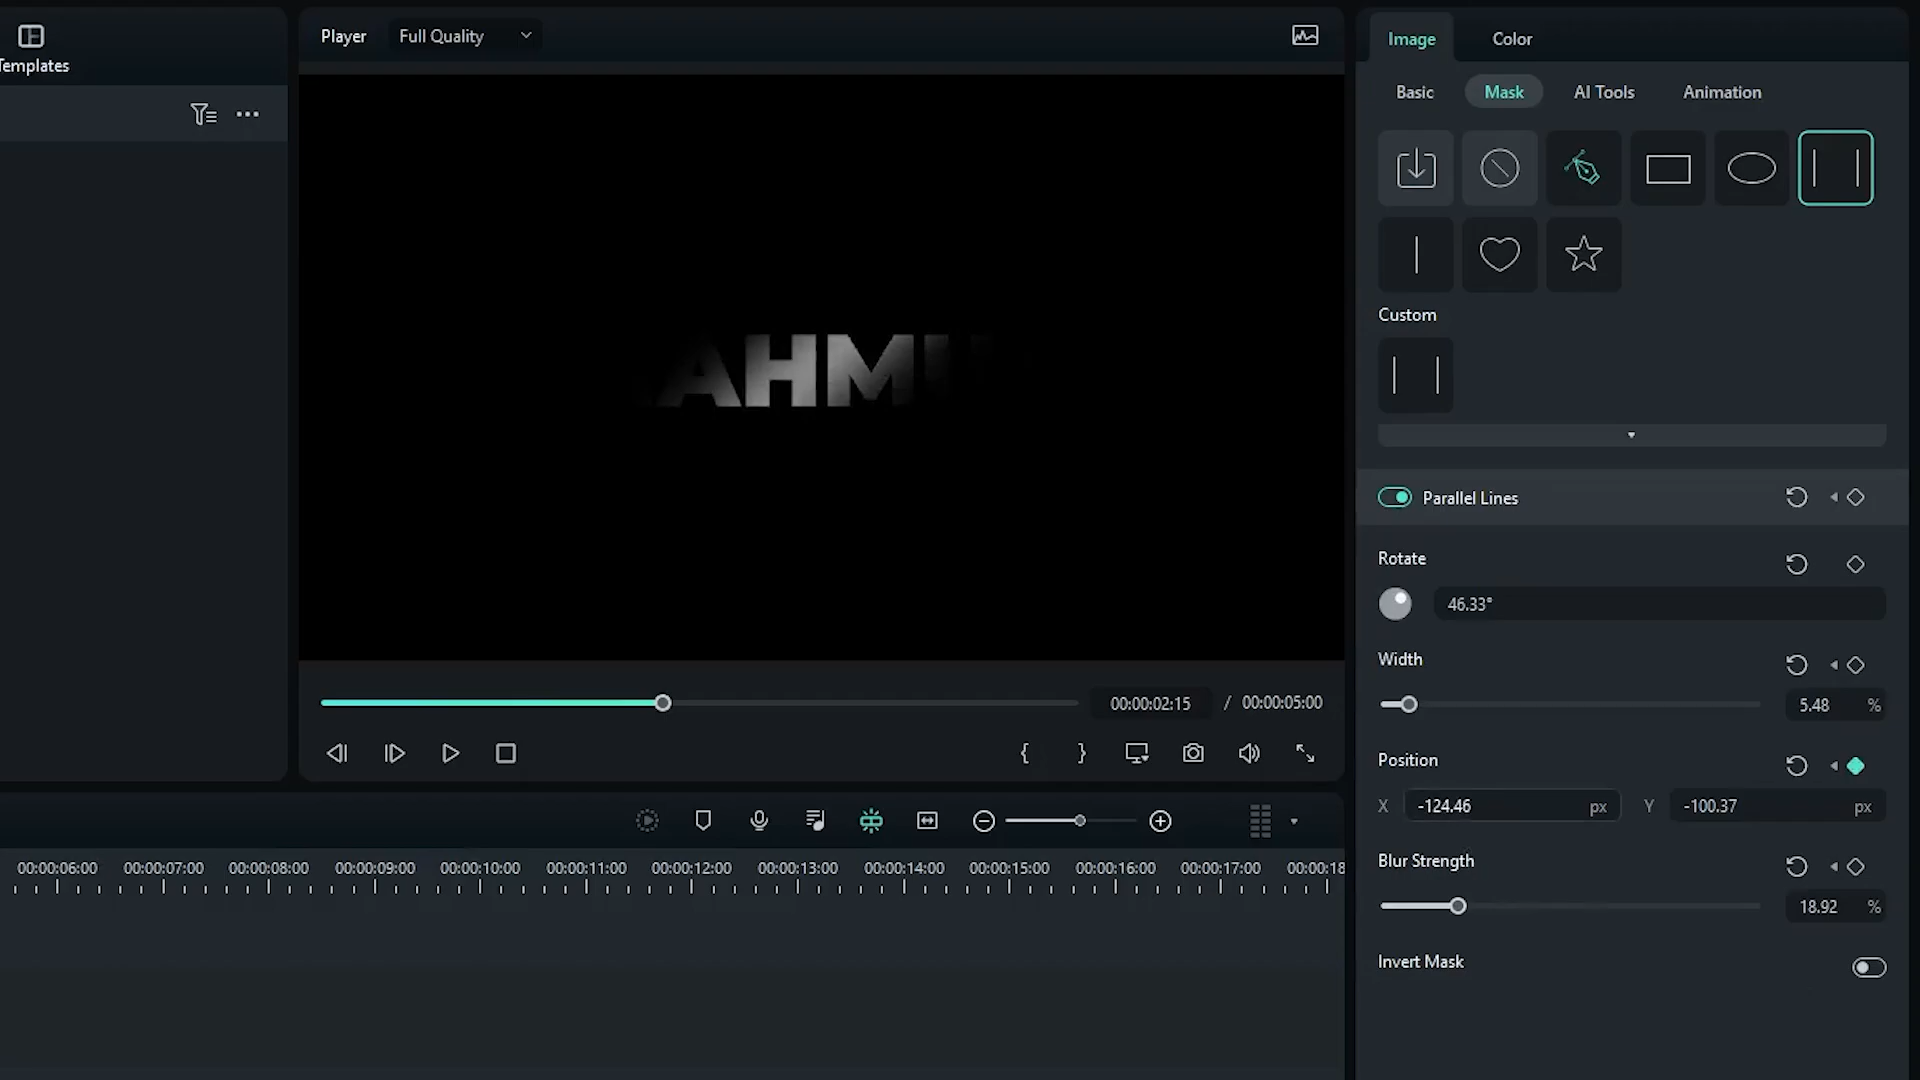 Templates
Player
Full Quality
AHM
00:00:02:15 / 00:00:05:00
00:00:06:00 00:00:07:00 00:00:08:00 00:00:09:00 00:00:10:00 00:00:11:00 00:00:12:00 00:00:13:00 00:00:14:00 00:00:15:00 00:00:16:00 00:00:17:00 00:00:18
Image Color
Basic Mask AI Tools Animation
Custom
Parallel Lines
Rotate
46.33°
Width
5.48 %
Position
X -124.46 px Y -100.37 px
Blur Strength
18.92 %
Invert Mask